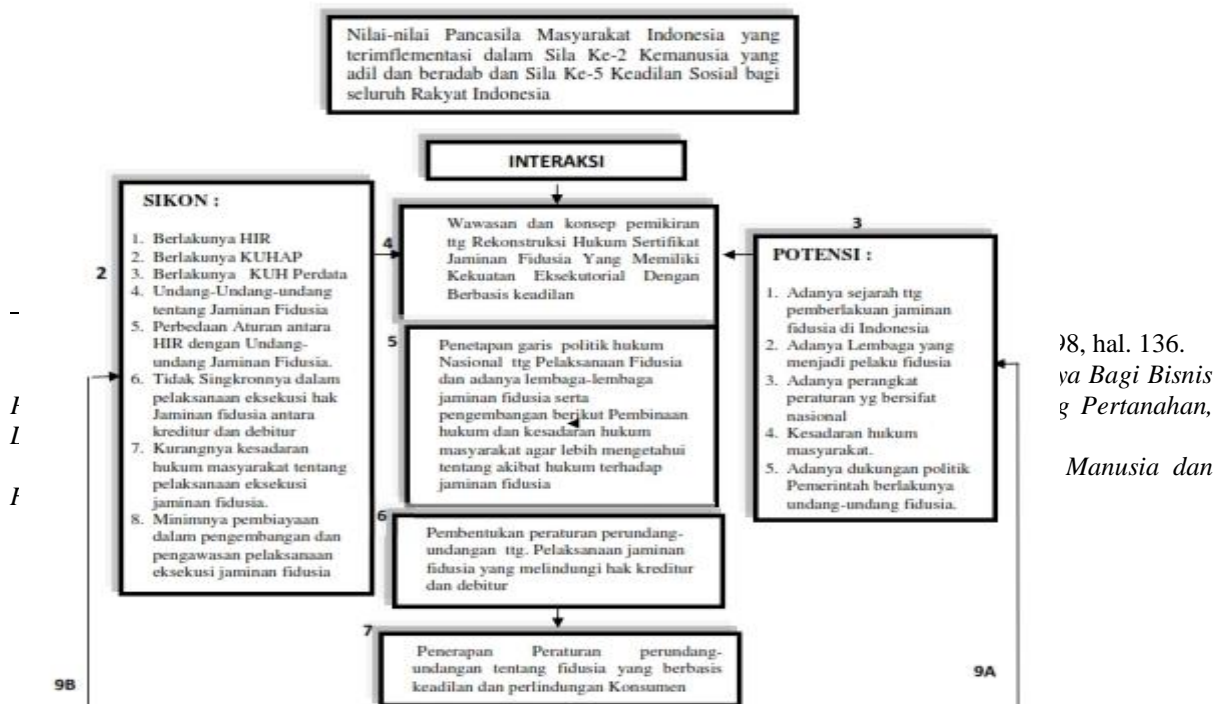 Nilai-nilai Pancasila Masyarakat Indonesia yang
terimflementasi dalam Sila Ke-2 Kemanusia yang
adil dan beradab dan Sila Ke-5 Keadilan Sosial bagi
seluruh Rakyat Indonesia
INTERAKSI
2
SIKON :
1. Berlakunya HIR
2. Berlakunya KUHAP
3. Berlakunya KUH Perdata
4. Undang-Undang-undang
tentang Jaminan Fidusia
5. Perbedaan Aturan antara
HIR dengan Undang-
undang Jaminan Fidusia.
6. Tidak Singkronnya dalam
pelaksanaan eksekusi hak
Jaminan fidusia antara
kreditur dan debitur
7. Kurangnya kesadaran
hukum masyarakat tentang
pelaksanaan eksekusi
jaminan fidusia.
8. Minimnya pembiayaan
dalam pengembangan dan
pengawasan pelaksanaan
eksekusi jaminan fidusia
4
Wawasan dan konsep pemikiran
ttg Rekonstruksi Hukum Sertifikat
Jaminan Fidusia Yang Memiliki
Kekuatan Eksekutorial Dengan
Berbasis keadilan
3
POTENSI :
1. Adanya sejarah ttg
pemberlakuan jaminan
fidusia di Indonesia
2. Adanya Lembaga yang
menjadi pelaku fidusia
3. Adanya perangkat
peraturan yg bersifat
nasional
4. Kesadaran hukum
masyarakat.
5. Adanya dukungan politik
Pemerintah berlakunya
undang-undang fidusia.
5
Penetapan garis politik hukum
Nasional ttg Pelaksanaan Fidusia
dan adanya lembaga-lembaga
jaminan fidusia serta
pengembangan berikut Pembinaan
hukum dan kesadaran hukum
masyarakat agar lebih mengetahui
tentang akibat hukum terhadap
jaminan fidusia
6
Pembentukan peraturan perundang-
undangan ttg. Pelaksanaan jaminan
fidusia yang melindungi hak kreditur
dan debitur
7
Penerapan Peraturan perundang-
undangan tentang fidusia yang berbasis
keadilan dan perlindungan Konsumen
9B
9A
98, hal. 136.
ya Bagi Bisnis
g Pertanahan,
Manusia dan